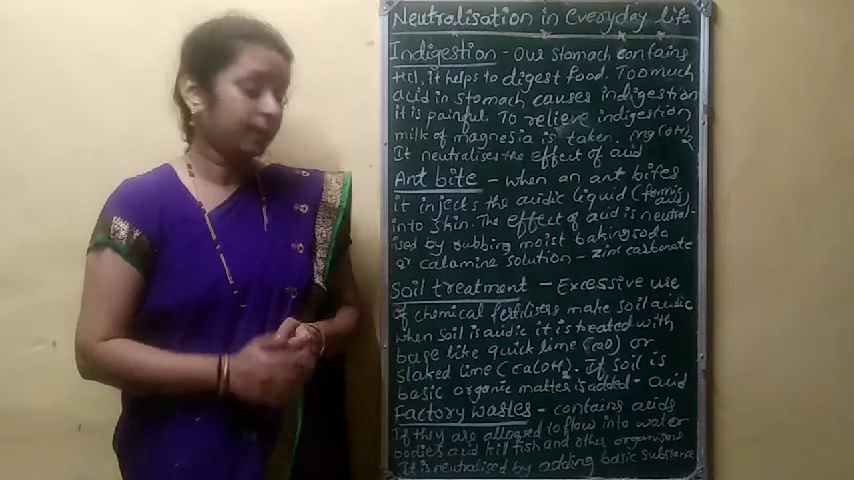 Neutralisation in everyday life
Indigestion - Our stomach contains
HCl, it helps to digest food. Too much
acid in stomach causes indigestion
it is painful. To relieve indigestion
milk of magnesia is taken. Mg(OH)2
It neutralises the effect of acid
Ant bite - when an ant bites
it injects the acidic liquid (formic acid)
into skin. The effect of acid is neutral-
ised by rubbing moist baking soda
or calamine solution - zinc carbonate
Soil treatment - Excessive use
of chemical fertilisers make soil acidic
when soil is acidic it is treated with
base like quick lime (CaO) or
slaked lime (Ca(OH)2. If soil is
basic organic matter is added - acid
Factory wastes - contains acids
If they are allowed to flow into water
bodies acid kill fish and other organisms
It is neutralised by adding basic substance